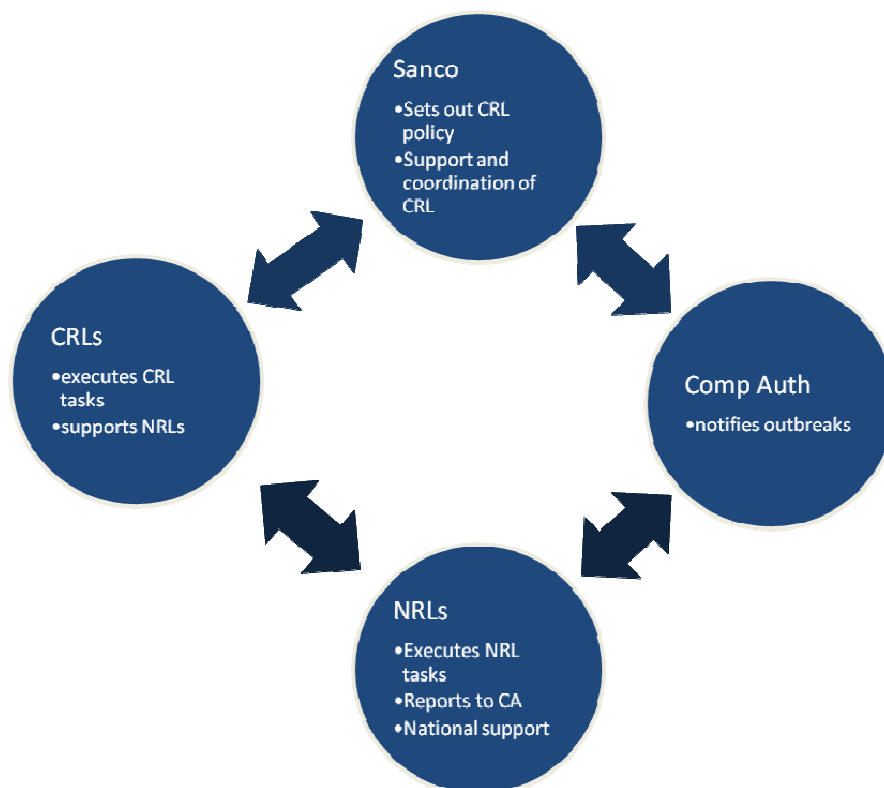 Sanco
•Sets out CRL
policy
•Support and
coordination of
CRL
CRLs
•executes CRL
tasks
•supports NRLs
Comp Auth
•notifies outbreaks
NRLs
•Executes NRL
tasks
•Reports to CA
•National support